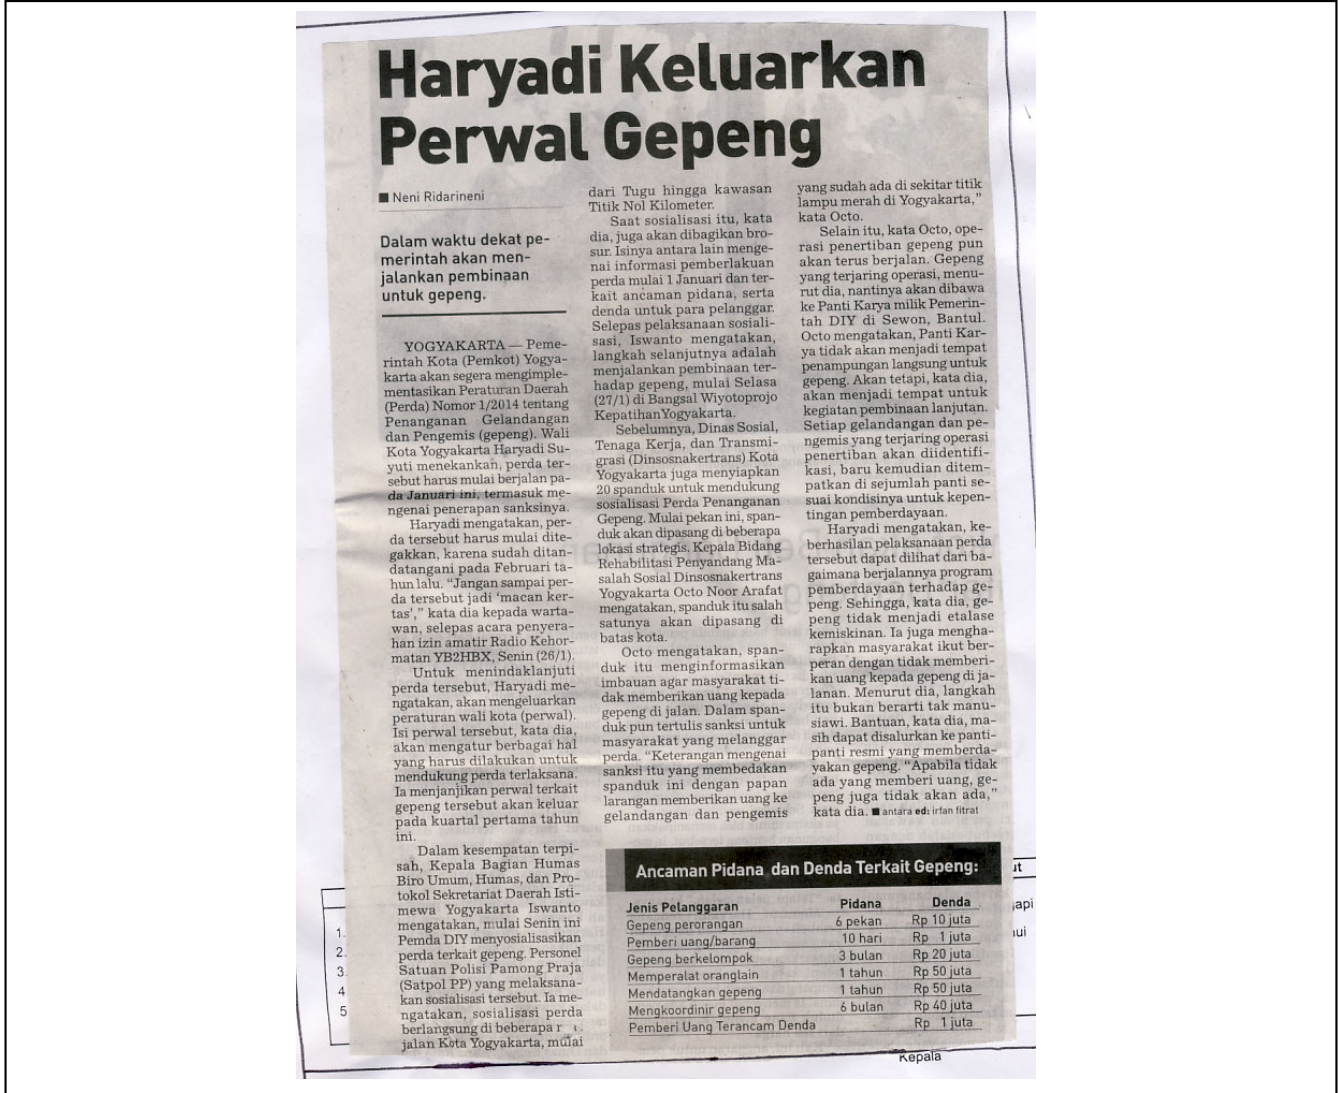 Haryadi Keluarkan
Perwal Gepeng
■ Neni Ridarineni
Dalam waktu dekat pe-
merintah akan men-
jalankan pembinaan
untuk gepeng.
YOGYAKARTA — Peme-
rintah Kota (Pemkot) Yogya-
karta akan segera mengimple-
mentasikan Peraturan Daerah
(Perda) Nomor 1/2014 tentang
Penanganan Gelandangan
dan Pengemis (gepeng). Wali
Kota Yogyakarta Haryadi Su-
yuti menekankan, perda ter-
sebut harus mulai berjalan pa-
da Januari ini, termasuk me-
ngenai penerapan sanksinya.
Haryadi mengatakan, per-
da tersebut harus mulai dite-
gakkan, karena sudah ditan-
datangani pada Februari ta-
hun lalu. “Jangan sampai per-
da tersebut jadi ‘macan ker-
tas’,” kata dia kepada warta-
wan, selepas acara penyera-
han izin amatir Radio Kehor-
matan YB2HBX, Senin (26/1).
Untuk menindaklanjuti
perda tersebut, Haryadi me-
ngatakan, akan mengeluarkan
peraturan wali kota (perwal).
Isi perwal tersebut, kata dia,
akan mengatur berbagai hal
yang harus dilakukan untuk
mendukung perda terlaksana.
Ia menjanjikan perwal terkait
gepeng tersebut akan keluar
pada kuartal pertama tahun
ini.
Dalam kesempatan terpi-
sah, Kepala Bagian Humas
Biro Umum, Humas, dan Pro-
tokol Sekretariat Daerah Isti-
mewa Yogyakarta Iswanto
mengatakan, mulai Senin ini
Pemda DIY menyosialisasikan
perda terkait gepeng. Personel
Satuan Polisi Pamong Praja
(Satpol PP) yang melaksana-
kan sosialisasi tersebut. Ia me-
ngatakan, sosialisasi perda
berlangsung di beberapa
jalan Kota Yogyakarta, mulai
dari Tugu hingga kawasan
Titik Nol Kilometer.
Saat sosialisasi itu, kata
dia, juga akan dibagikan bro-
sur. Isinya antara lain menge-
nai informasi pemberlakuan
perda mulai 1 Januari dan ter-
kait ancaman pidana, serta
denda untuk para pelanggar.
Selepas pelaksanaan sosiali-
sasi, Iswanto mengatakan,
langkah selanjutnya adalah
menjalankan pembinaan ter-
hadap gepeng, mulai Selasa
(27/1) di Bangsal Wiyotoprojo
KepatihanYogyakarta.
Sebelumnya, Dinas Sosial,
Tenaga Kerja, dan Transmi-
grasi (Dinsosnakertrans) Kota
Yogyakarta juga menyiapkan
20 spanduk untuk mendukung
sosialisasi Perda Penanganan
Gepeng. Mulai pekan ini, span-
duk akan dipasang di beberapa
lokasi strategis. Kepala Bidang
Rehabilitasi Penyandang Ma-
salah Sosial Dinsosnakertrans
Yogyakarta Octo Noor Arafat
mengatakan, spanduk itu salah
satunya akan dipasang di
batas kota.
Octo mengatakan, span-
duk itu menginformasikan
imbauan agar masyarakat ti-
dak memberikan uang kepada
gepeng di jalan. Dalam span-
duk pun tertulis sanksi untuk
masyarakat yang melanggar
perda. “Keterangan mengenai
sanksi itu yang membedakan
spanduk ini dengan papan
larangan memberikan uang ke
gelandangan dan pengemis
yang sudah ada di sekitar titik
lampu merah di Yogyakarta,”
kata Octo.
Selain itu, kata Octo, ope-
rasi penertiban gepeng pun
akan terus berjalan. Gepeng
yang terjaring operasi, menu-
rut dia, nantinya akan dibawa
ke Panti Karya milik Pemerin-
tah DIY di Sewon, Bantul.
Octo mengatakan, Panti Kar-
ya tidak akan menjadi tempat
penampungan langsung untuk
gepeng. Akan tetapi, kata dia,
akan menjadi tempat untuk
kegiatan pembinaan lanjutan.
Setiap gelandangan dan pe-
ngemis yang terjaring operasi
penertiban akan diidentifi-
kasi, baru kemudian ditem-
patkan di sejumlah panti se-
suai kondisinya untuk kepen-
tingan pemberdayaan.
Haryadi mengatakan, ke-
berhasilan pelaksanaan perda
tersebut dapat dilihat dari ba-
gaimana berjalannya program
pemberdayaan terhadap ge-
peng. Sehingga, kata dia, ge-
peng tidak menjadi etalase
kemiskinan. Ia juga mengha-
rapkan masyarakat ikut ber-
peran dengan tidak memberi-
kan uang kepada gepeng di ja-
lanan. Menurut dia, langkah
itu bukan berarti tak manu-
siawi. Bantuan, kata dia, ma-
sih dapat disalurkan ke panti-
panti resmi yang memberda-
yakan gepeng. “Apabila tidak
ada yang memberi uang, ge-
peng juga tidak akan ada,”
kata dia. ■ antara ed: irfan fitrat
Ancaman Pidana dan Denda Terkait Gepeng:
Jenis Pelanggaran Pidana Denda
Gepeng perorangan 6 pekan Rp 10 juta
Pemberi uang/barang 10 hari Rp 1 juta
Gepeng berkelompok 3 bulan Rp 20 juta
Memperalat oranglain 1 tahun Rp 50 juta
Mendatangkan gepeng 1 tahun Rp 50 juta
Mengkoordinir gepeng 6 bulan Rp 40 juta
Pemberi Uang Terancam Denda Rp 1 juta
1.
2.
3.
4
5
Kepala